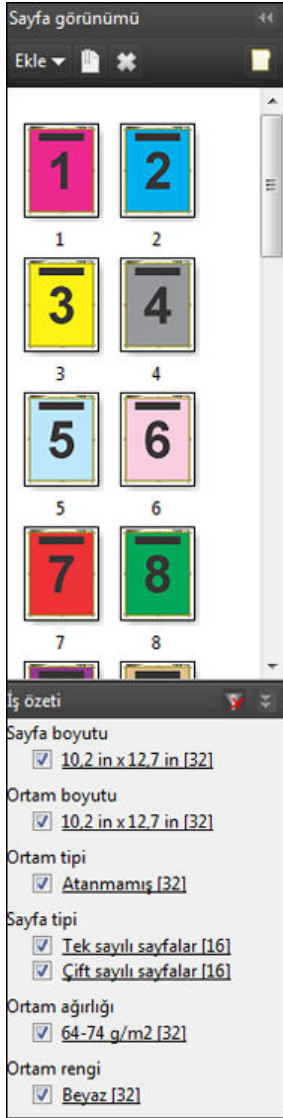 Sayfa görünümü
Ekle
1 2
1 2
3 4
3 4
5 6
5 6
7 8
7 8
İş özeti
Sayfa boyutu
10,2 in x 12,7 in [32]
Ortam boyutu
10,2 in x 12,7 in [32]
Ortam tipi
Atanmamış [32]
Sayfa tipi
Tek sayılı sayfalar [16]
Çift sayılı sayfalar [16]
Ortam ağırlığı
64-74 g/m2 [32]
Ortam rengi
Beyaz [32]